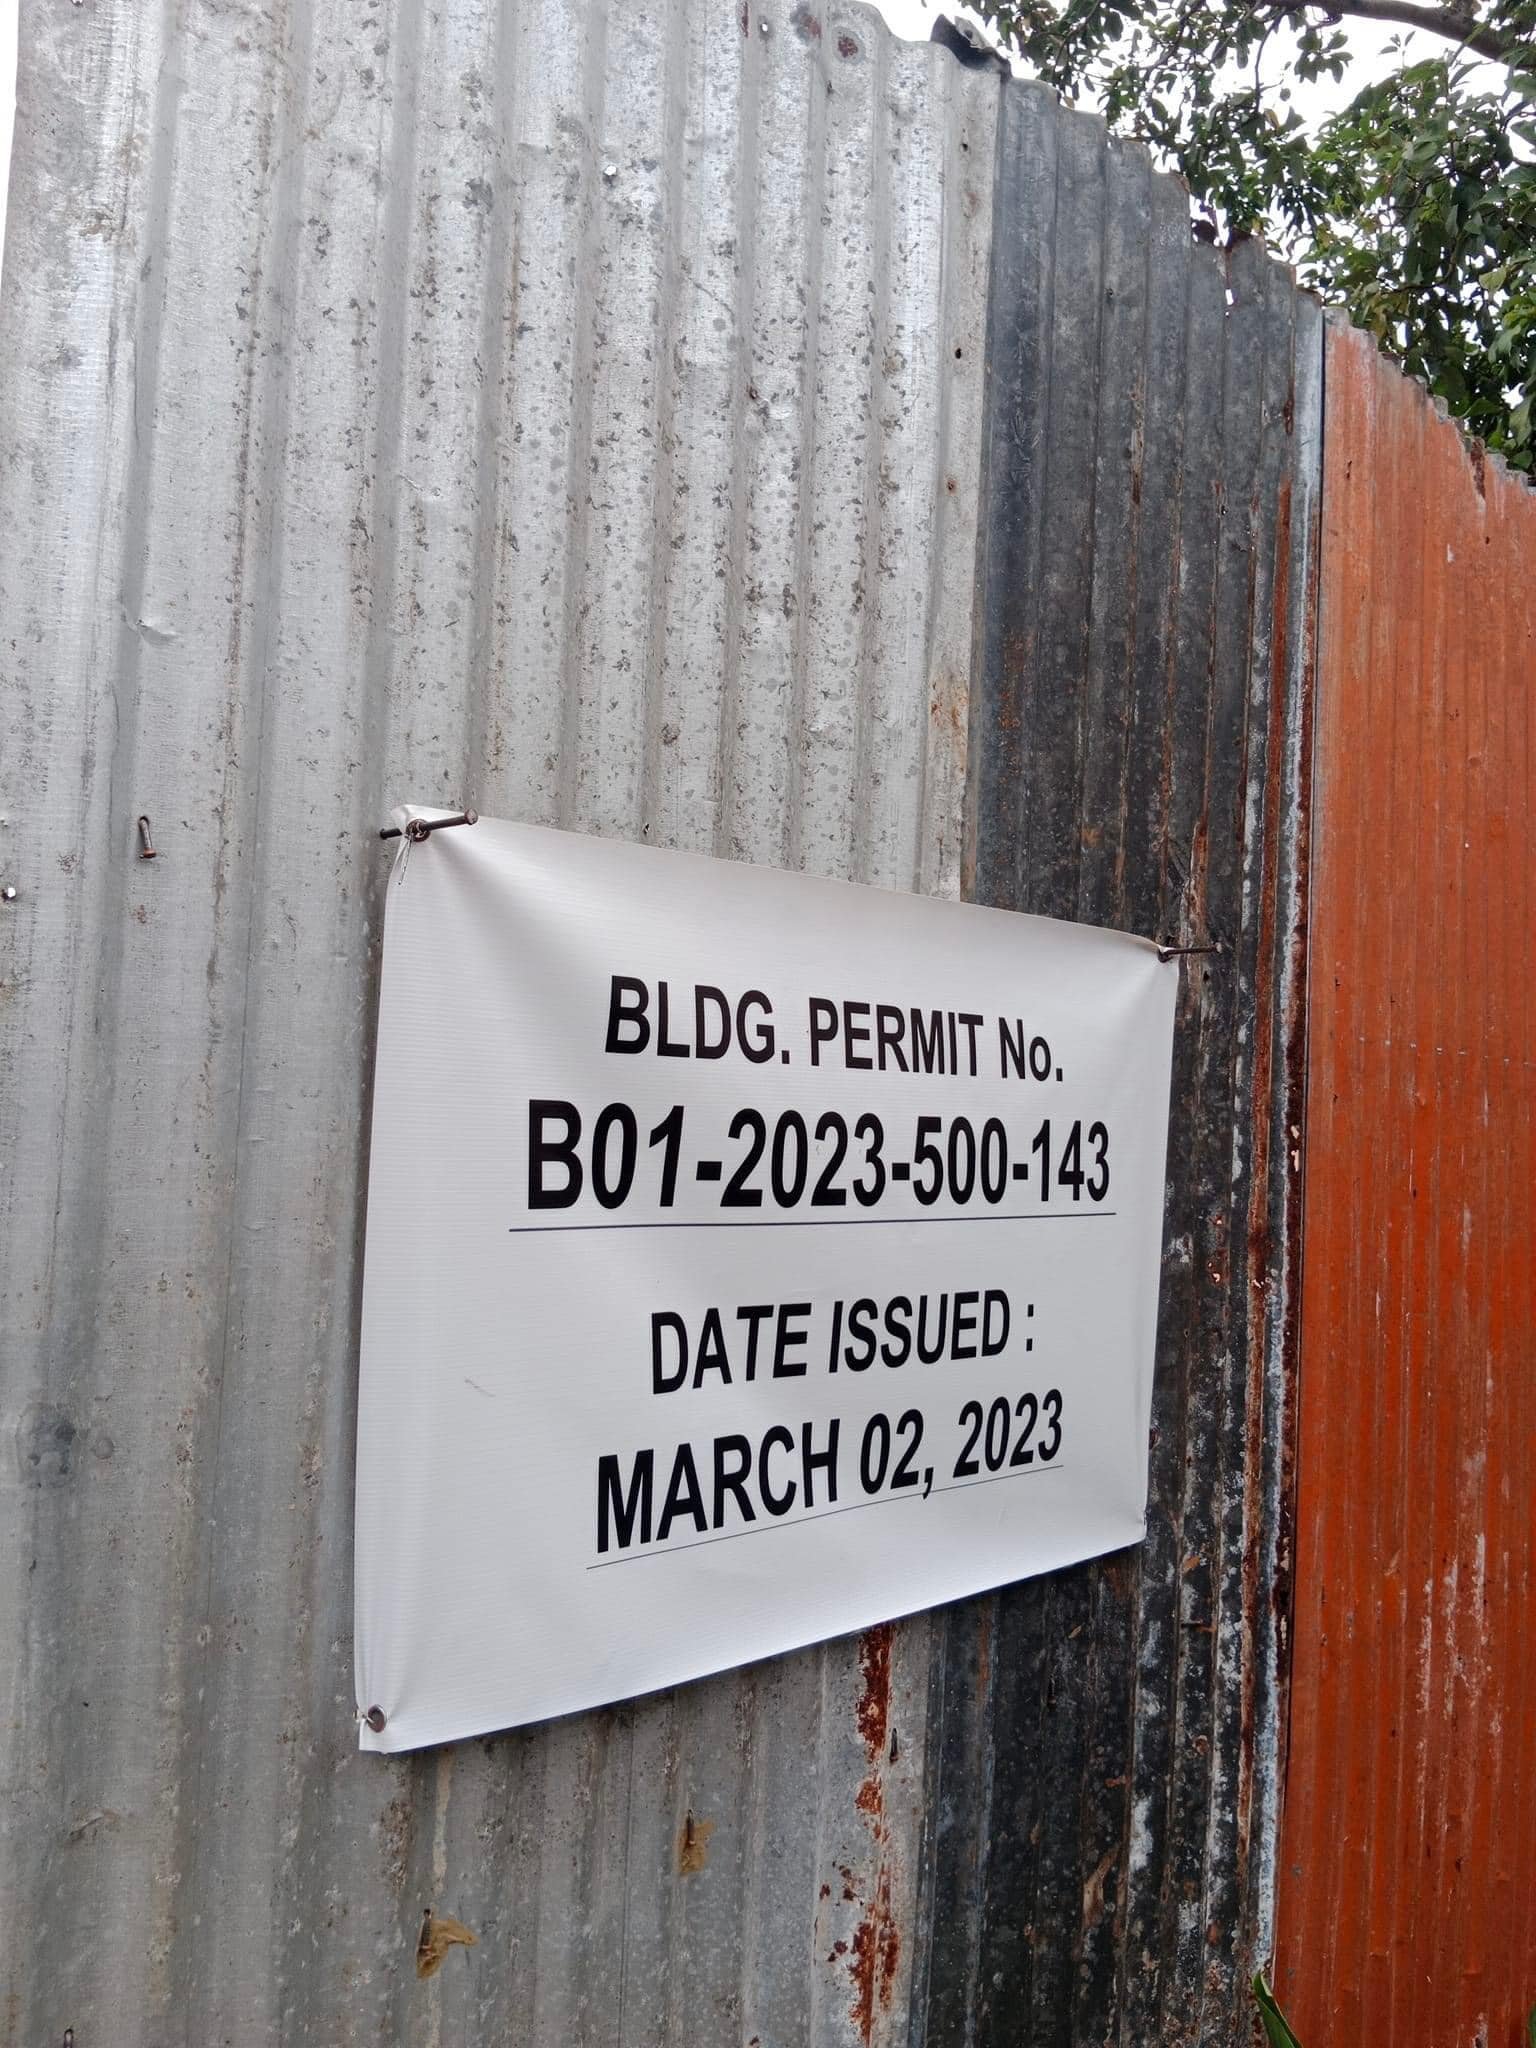 BLDG. PERMIT No.
B01-2023-500-143
DATE ISSUED :
MARCH 02, 2023